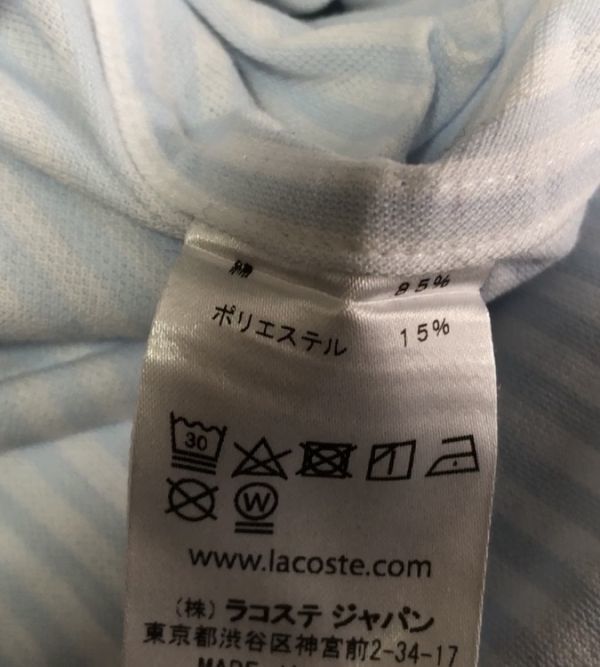 綿 85%
ポリエステル 15%
30
W
www.lacoste.com
(株) ラコステ ジャパン
東京都渋谷区神宮前2-34-17
MADE